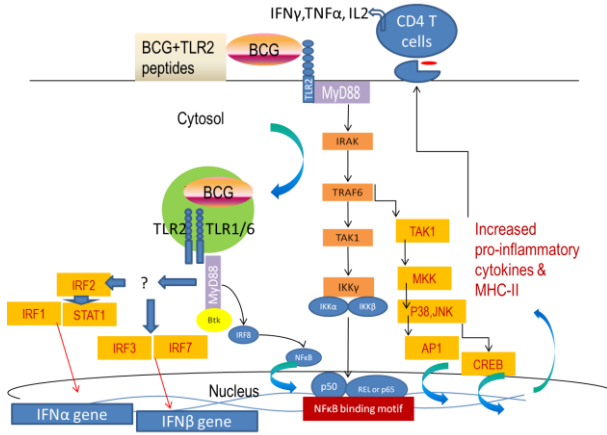 IFNγ,TNFα, IL2
CD4 T
cells
BCG+TLR2
peptides
BCG
TLR2
MyD88
Cytosol
IRAK
BCG
TRAF6
TLR2
TLR1/6
TAK1
TAK1
Increased
pro-inflammatory
cytokines &
MHC-II
MyD88
MKK
IRF2
?
IKKγ
IKKα
IKKβ
IRF1
STAT1
Btk
P38,JNK
IRF8
IRF3
IRF7
NFκB
AP1
CREB
Nucleus
p50
REL or p65
IFNα gene
IFNβ gene
NFκB binding motif